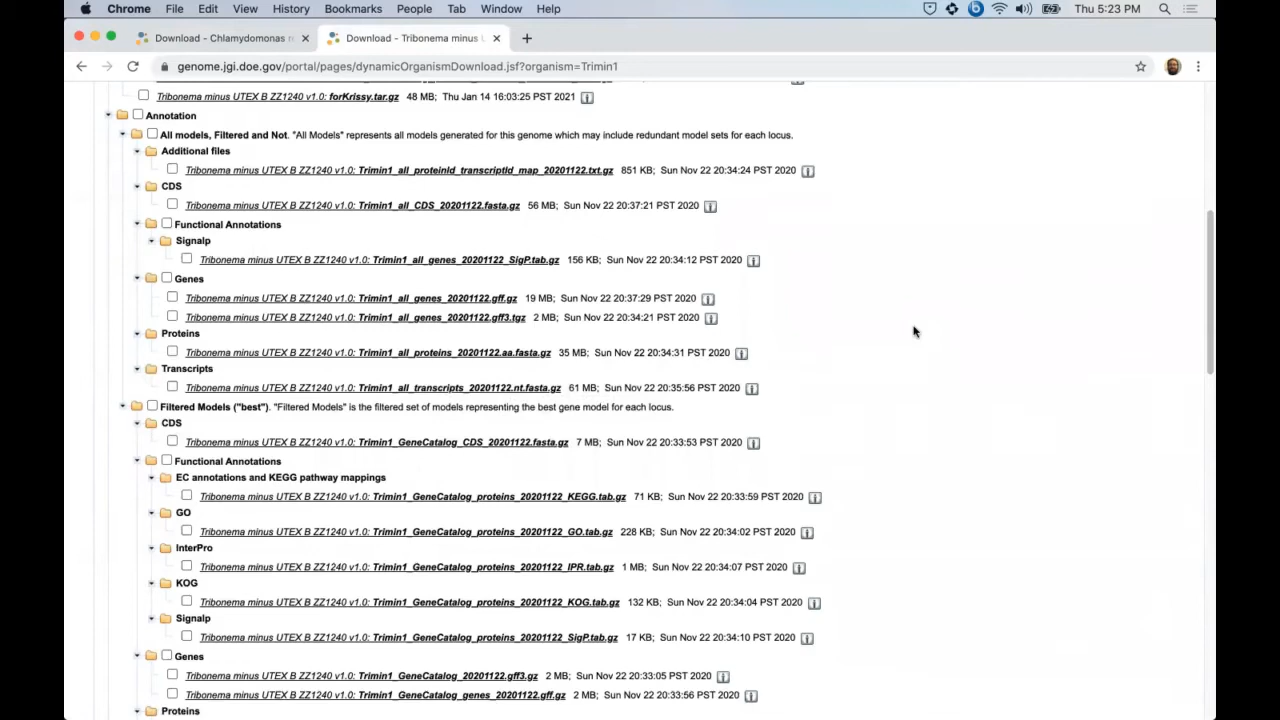 Chrome File Edit View History Bookmarks People Tab Window Help Thu 5:23 PM
Download - Chlamydomonas r Download - Tribonema minus U
genome.jgi.doe.gov/portal/pages/dynamicOrganismDownload.jsf?organism=Trimin1
Tribonema minus UTEX B ZZ1240 v1.0: forKrissy.tar.gz 48 MB; Thu Jan 14 16:03:25 PST 2021
Annotation
All models, Filtered and Not. "All Models" represents all models generated for this genome which may include redundant model sets for each locus.
Additional files
Tribonema minus UTEX B ZZ1240 v1.0: Trimin1_all_proteinId_transcriptId_map_20201122.txt.gz 851 KB; Sun Nov 22 20:34:24 PST 2020
CDS
Tribonema minus UTEX B ZZ1240 v1.0: Trimin1_all_CDS_20201122.fasta.gz 56 MB; Sun Nov 22 20:37:21 PST 2020
Functional Annotations
Signalp
Tribonema minus UTEX B ZZ1240 v1.0: Trimin1_all_genes_20201122_SigP.tab.gz 156 KB; Sun Nov 22 20:34:12 PST 2020
Genes
Tribonema minus UTEX B ZZ1240 v1.0: Trimin1_all_genes_20201122.gff.gz 19 MB; Sun Nov 22 20:37:29 PST 2020
Tribonema minus UTEX B ZZ1240 v1.0: Trimin1_all_genes_20201122.gff3.tgz 2 MB; Sun Nov 22 20:34:21 PST 2020
Proteins
Tribonema minus UTEX B ZZ1240 v1.0: Trimin1_all_proteins_20201122.aa.fasta.gz 35 MB; Sun Nov 22 20:34:31 PST 2020
Transcripts
Tribonema minus UTEX B ZZ1240 v1.0: Trimin1_all_transcripts_20201122.nt.fasta.gz 61 MB; Sun Nov 22 20:35:56 PST 2020
Filtered Models ("best"). "Filtered Models" is the filtered set of models representing the best gene model for each locus.
CDS
Tribonema minus UTEX B ZZ1240 v1.0: Trimin1_GeneCatalog_CDS_20201122.fasta.gz 7 MB; Sun Nov 22 20:33:53 PST 2020
Functional Annotations
EC annotations and KEGG pathway mappings
Tribonema minus UTEX B ZZ1240 v1.0: Trimin1_GeneCatalog_proteins_20201122_KEGG.tab.gz 71 KB; Sun Nov 22 20:33:59 PST 2020
GO
Tribonema minus UTEX B ZZ1240 v1.0: Trimin1_GeneCatalog_proteins_20201122_GO.tab.gz 228 KB; Sun Nov 22 20:34:02 PST 2020
InterPro
Tribonema minus UTEX B ZZ1240 v1.0: Trimin1_GeneCatalog_proteins_20201122_IPR.tab.gz 1 MB; Sun Nov 22 20:34:07 PST 2020
KOG
Tribonema minus UTEX B ZZ1240 v1.0: Trimin1_GeneCatalog_proteins_20201122_KOG.tab.gz 132 KB; Sun Nov 22 20:34:04 PST 2020
Signalp
Tribonema minus UTEX B ZZ1240 v1.0: Trimin1_GeneCatalog_proteins_20201122_SigP.tab.gz 17 KB; Sun Nov 22 20:34:10 PST 2020
Genes
Tribonema minus UTEX B ZZ1240 v1.0: Trimin1_GeneCatalog_20201122.gff3.gz 2 MB; Sun Nov 22 20:33:05 PST 2020
Tribonema minus UTEX B ZZ1240 v1.0: Trimin1_GeneCatalog_genes_20201122.gff.gz 2 MB; Sun Nov 22 20:33:56 PST 2020
Proteins